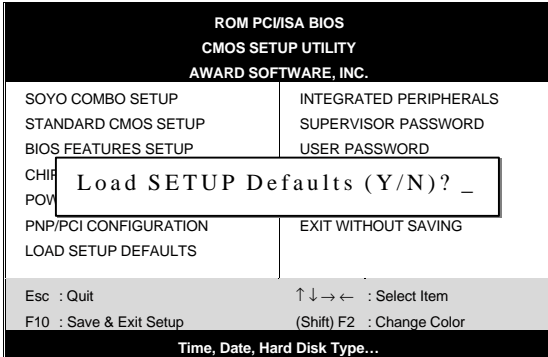 ROM PCI/ISA BIOS
CMOS SETUP UTILITY
AWARD SOFTWARE, INC.
SOYO COMBO SETUP
STANDARD CMOS SETUP
BIOS FEATURES SETUP
PNP/PCI CONFIGURATION
LOAD SETUP DEFAULTS
INTEGRATED PERIPHERALS
SUPERVISOR PASSWORD
USER PASSWORD
EXIT WITHOUT SAVING
Load SETUP Defaults (Y/N)? _
Esc : Quit
F10 : Save & Exit Setup
↑↓→← : Select Item
(Shift) F2 : Change Color
Time, Date, Hard Disk Type…